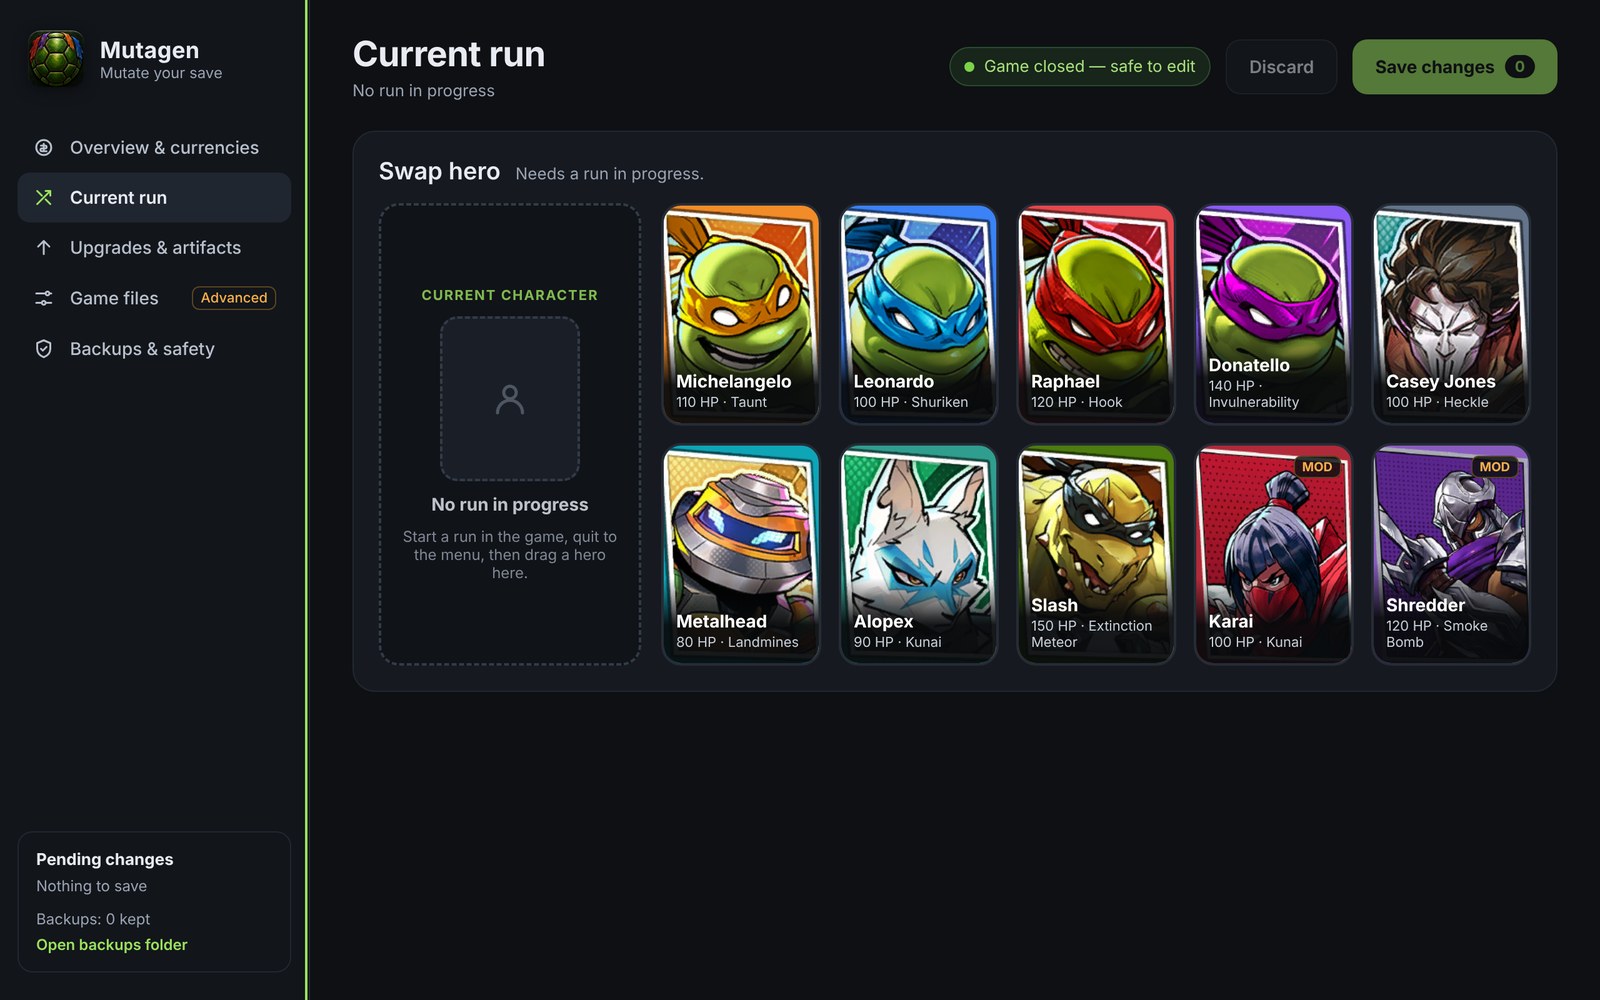 Mutagen
Mutate your save
Overview & currencies
Current run
Upgrades & artifacts
Game files
Advanced
Backups & safety
Pending changes
Nothing to save
Backups: 0 kept
Open backups folder
Current run
No run in progress
Game closed — safe to edit
Discard
Save changes 0
Swap hero
Needs a run in progress.
CURRENT CHARACTER
No run in progress
Start a run in the game, quit to
the menu, then drag a hero
here.
Michelangelo
110 HP · Taunt
Leonardo
100 HP · Shuriken
Raphael
120 HP · Hook
Donatello
140 HP ·
Invulnerability
Casey Jones
100 HP · Heckle
Metalhead
80 HP · Landmines
Alopex
90 HP · Kunai
Slash
150 HP · Extinction
Meteor
MOD
Karai
100 HP · Kunai
MOD
Shredder
120 HP · Smoke
Bomb